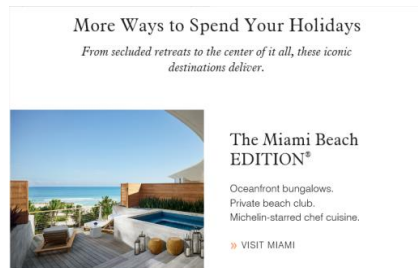 More Ways to Spend Your Holidays
From secluded retreats to the center of it all, these iconic
destinations deliver.
The Miami Beach
EDITION®
Oceanfront bungalows.
Private beach club.
Michelin-starred chef cuisine.
» VISIT MIAMI